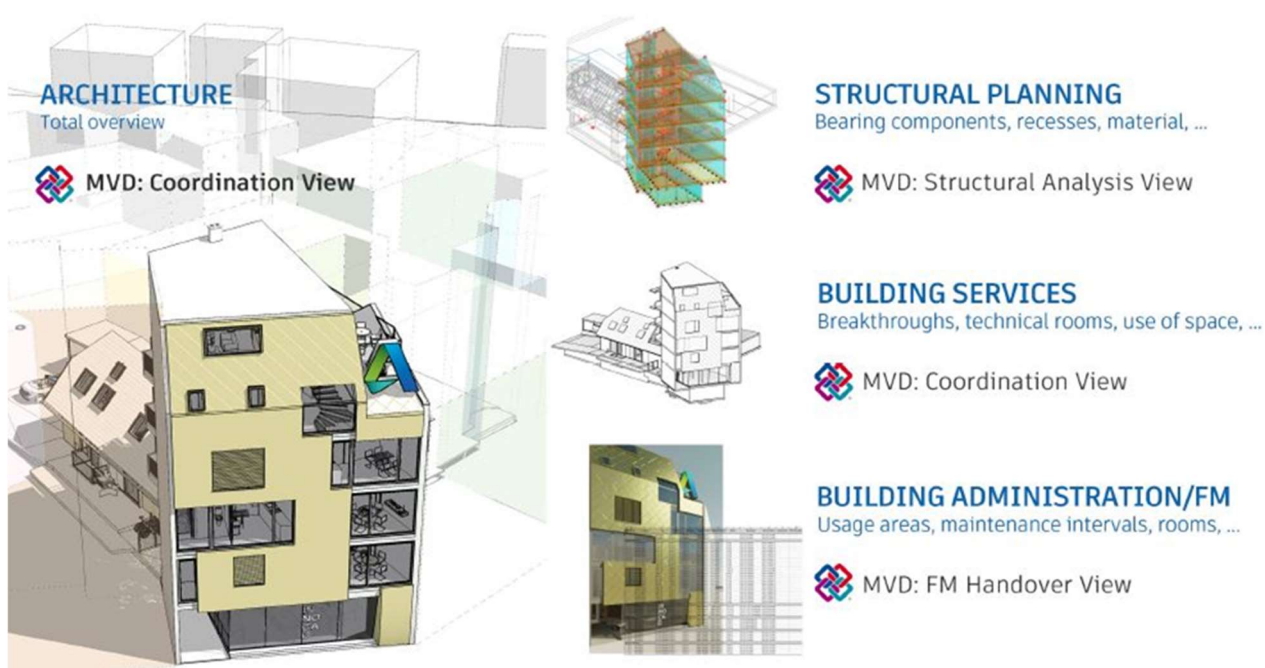 ARCHITECTURE
Total overview
MVD: Coordination View
STRUCTURAL PLANNING
Bearing components, recesses, material, ...
MVD: Structural Analysis View
BUILDING SERVICES
Breakthroughs, technical rooms, use of space, ...
MVD: Coordination View
BUILDING ADMINISTRATION/FM
Usage areas, maintenance intervals, rooms, ...
MVD: FM Handover View